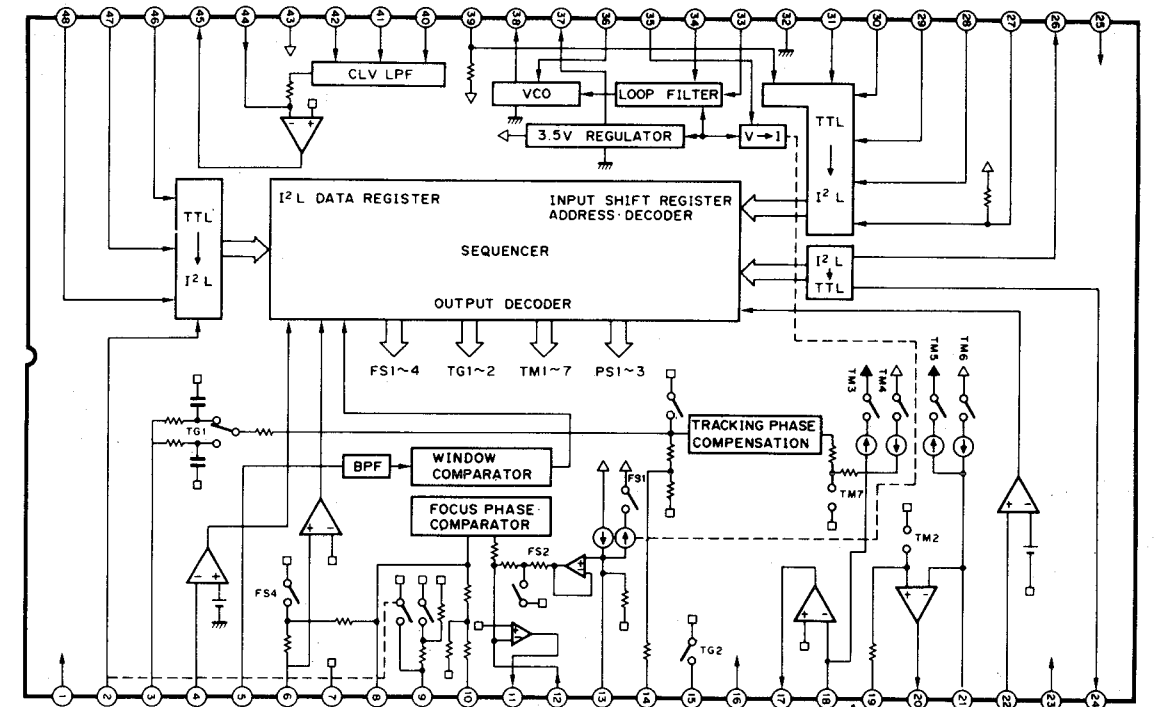 48 47 46 45 44 43 42 41 40 39 38 37 36 35 34 33 32 31 30 29 28 27 26 25
CLV LPF
VCO
LOOP FILTER
3.5V REGULATOR
V→I
TTL
↓
I²L
I²L DATA REGISTER
INPUT SHIFT REGISTER
ADDRESS·DECODER
SEQUENCER
OUTPUT DECODER
TTL
↓
I²L
I²L
↓
TTL
FS1~4
TG1~2
TM1~7
PS1~3
TM3
TM4
TM5
TM6
TG1
TRACKING PHASE
COMPENSATION
BPF
WINDOW
COMPARATOR
FOCUS PHASE
COMPARATOR
FS1
TM7
FS2
TM2
FS4
TG2
1 2 3 4 5 6 7 8 9 10 11 12 13 14 15 16 17 18 19 20 21 22 23 24